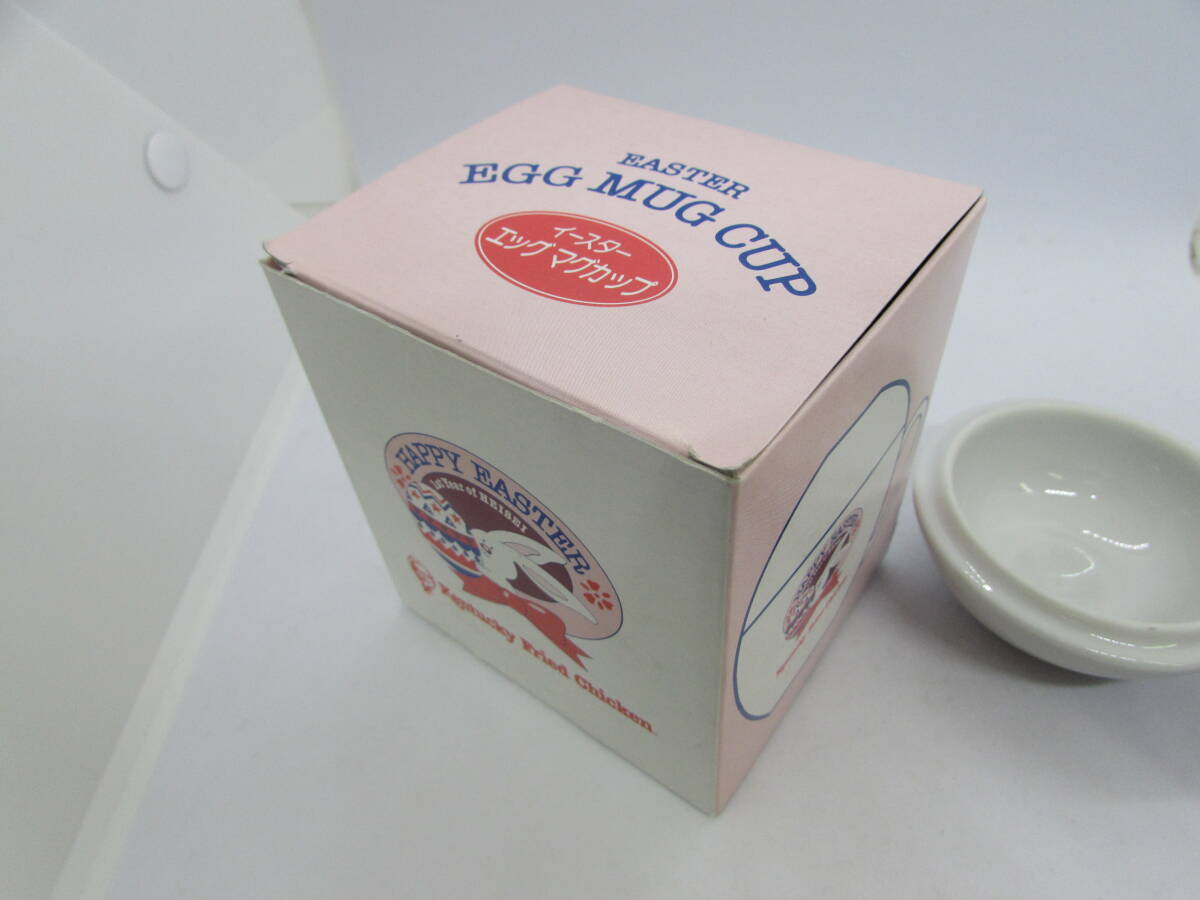 EASTER
EGG MUG CUP
イースター
エッグマグカップ
HAPPY EASTER
1st Year of HEISEI
Kentucky Fried Chicken